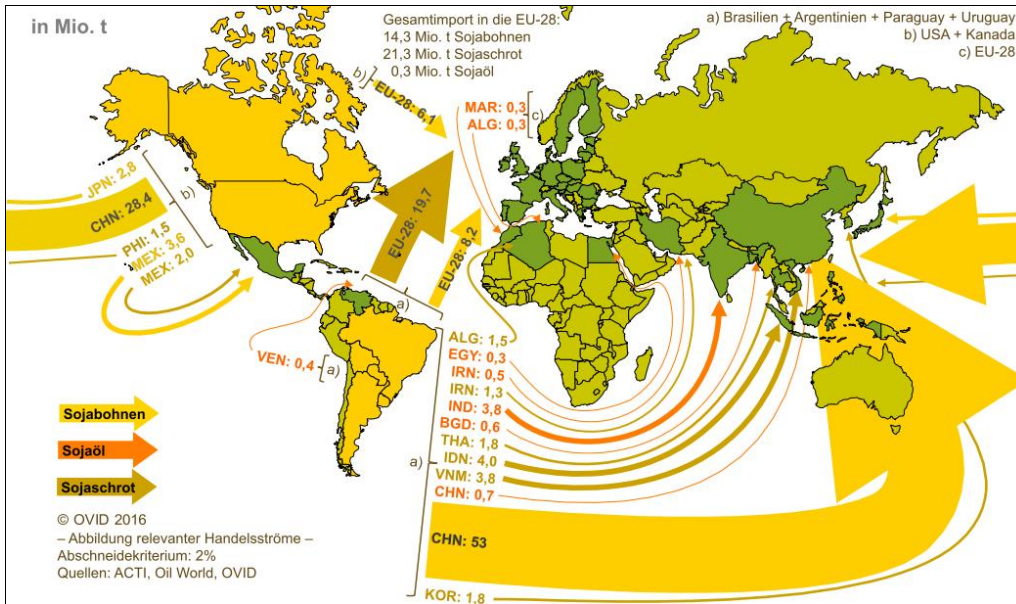 in Mio. t
Gesamtimport in die EU-28:
14,3 Mio. t Sojabohnen
21,3 Mio. t Sojaschrot
0,3 Mio. t Sojaöl
a) Brasilien + Argentinien + Paraguay + Uruguay
b) USA + Kanada
c) EU-28
b)
EU-28: 6,1
MAR: 0,3
ALG: 0,3
c)
JPN: 2,8
CHN: 28,4
b)
PHI: 1,5
MEX: 3,6
MEX: 2.0
EU-28: 19,7
EU-28: 8,2
a)
VEN: 0,4
a)
ALG: 1,5
EGY: 0,3
IRN: 0,5
IRN: 1,3
IND: 3,8
BGD: 0,6
THA: 1,8
IDN: 4,0
VNM: 3,8
CHN: 0,7
a)
CHN: 53
KOR: 1.8
Sojabohnen
Sojaöl
Sojaschrot
© OVID 2016
– Abbildung relevanter Handelsströme –
Abschneidekriterium: 2%
Quellen: ACTI, Oil World, OVID